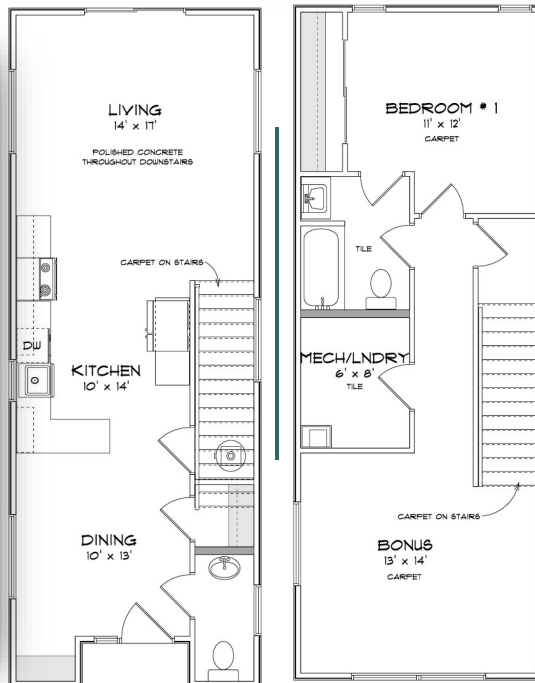 LIVING
14' x 17'
POLISHED CONCRETE
THROUGHOUT DOWNSTAIRS
CARPET ON STAIRS
DW
KITCHEN
10' x 14'
DINING
10' x 13'
BEDROOM # 1
11' x 12'
CARPET
TILE
MECH/LNDRY
6' x 8'
TILE
CARPET ON STAIRS
BONUS
13' x 14'
CARPET